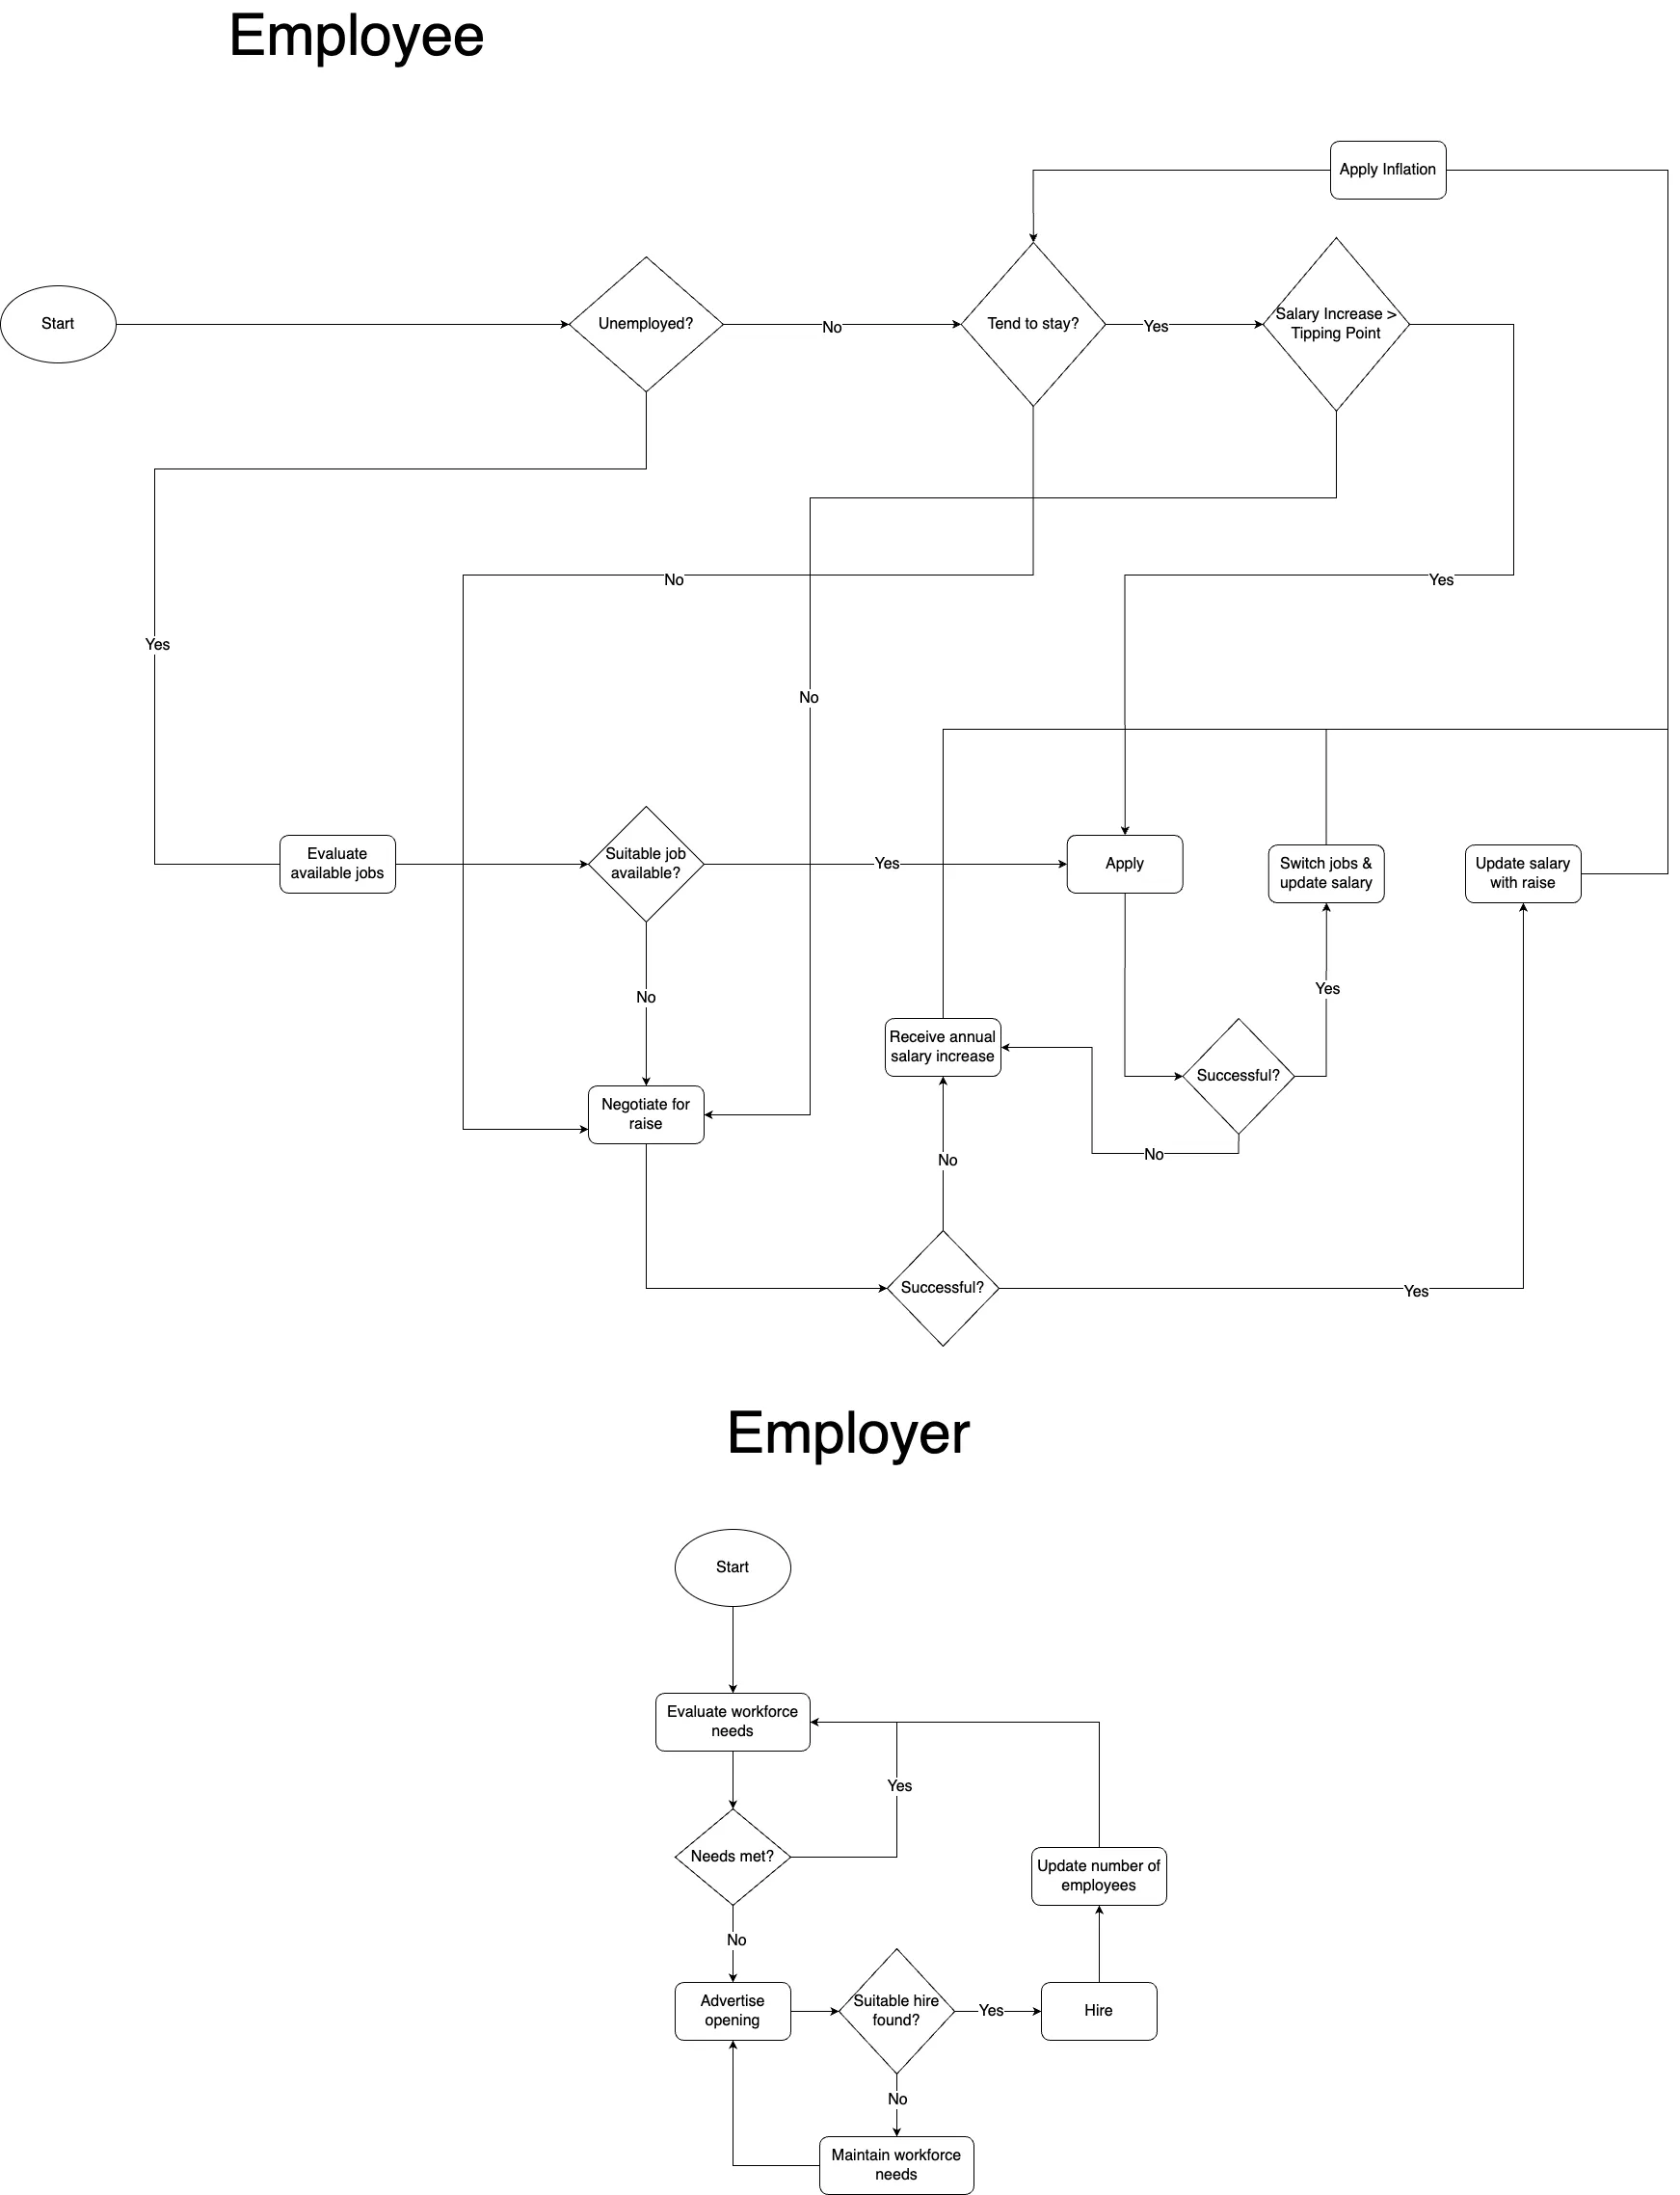 Employee
Apply Inflation
Start
Unemployed?
No
Tend to stay?
Yes
Salary Increase >
Tipping Point
No
Yes
Yes
No
Evaluate
available jobs
Suitable job
available?
Yes
Apply
Switch jobs &
update salary
Update salary
with raise
No
Yes
Receive annual
salary increase
Successful?
Negotiate for
raise
No
No
Successful?
Yes
Employer
Start
Evaluate workforce
needs
Yes
Needs met?
Update number of
employees
No
Advertise
opening
Suitable hire
found?
Yes
Hire
No
Maintain workforce
needs